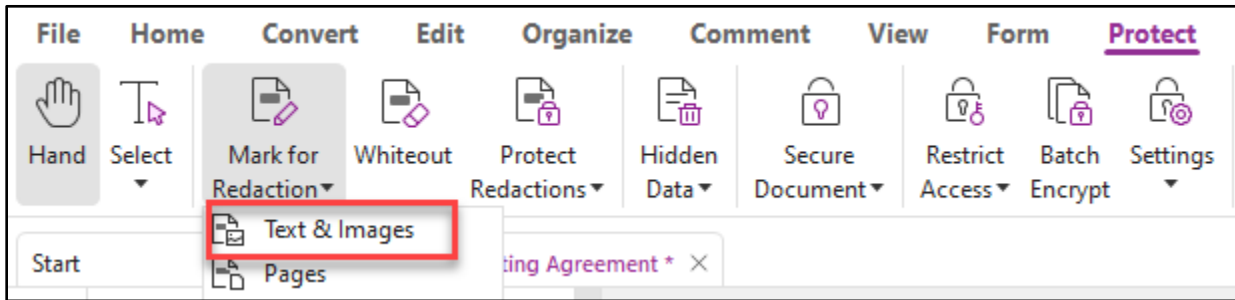 File Home Convert Edit Organize Comment View Form Protect
Hand Select Mark for Redaction Whiteout Protect Redactions Hidden Data Secure Document Restrict Access Batch Encrypt Settings
Text & Images
Start ting Agreement *
Pages